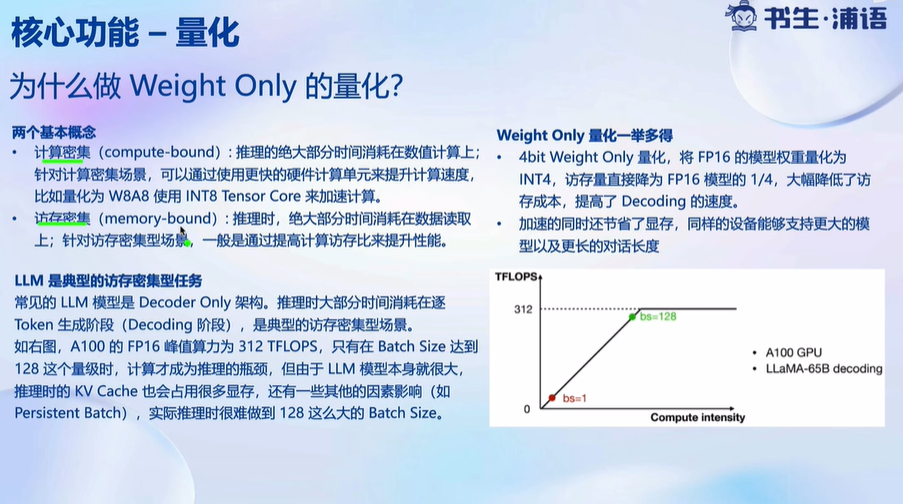 核心功能 – 量化
书生·浦语
为什么做 Weight Only 的量化？
两个基本概念
• 计算密集（compute-bound）: 推理的绝大部分时间消耗在数值计算上；
针对计算密集场景，可以通过使用更快的硬件计算单元来提升计算速度，
比如量化为 W8A8 使用 INT8 Tensor Core 来加速计算。
• 访存密集（memory-bound）: 推理时，绝大部分时间消耗在数据读取
上；针对访存密集型场景，一般是通过提高计算访存比来提升性能。
LLM 是典型的访存密集型任务
常见的 LLM 模型是 Decoder Only 架构。推理时大部分时间消耗在逐
Token 生成阶段（Decoding 阶段），是典型的访存密集型场景。
如右图，A100 的 FP16 峰值算力为 312 TFLOPS，只有在 Batch Size 达到
128 这个量级时，计算才成为推理的瓶颈，但由于 LLM 模型本身就很大，
推理时的 KV Cache 也会占用很多显存，还有一些其他的因素影响（如
Persistent Batch），实际推理时很难做到 128 这么大的 Batch Size。
Weight Only 量化一举多得
• 4bit Weight Only 量化，将 FP16 的模型权重量化为
INT4，访存量直接降为 FP16 模型的 1/4，大幅降低了访
存成本，提高了 Decoding 的速度。
• 加速的同时还节省了显存，同样的设备能够支持更大的模
型以及更长的对话长度
TFLOPS
312
bs=128
• A100 GPU
• LLaMA-65B decoding
bs=1
0
Compute intensity